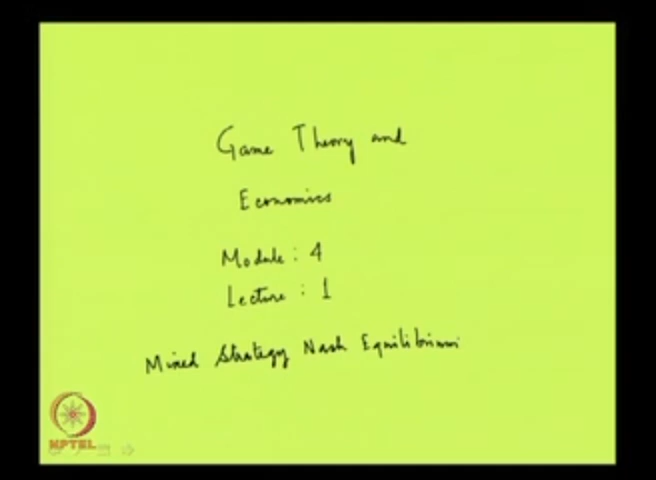 Game Theory and
Economics
Module : 4
Lecture : 1
Mixed Strategy Nash Equilibrium
NPTEL